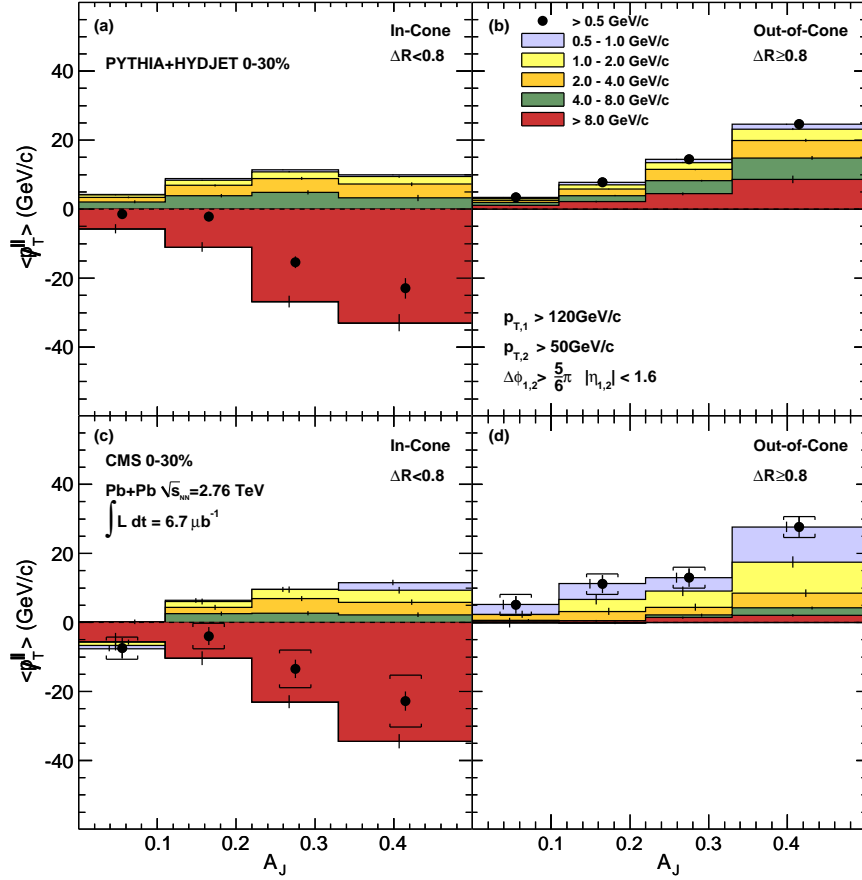 (a)
In-Cone
ΔR<0.8
PYTHIA+HYDJET 0-30%
40
20
0
-20
-40
<p̸_T^||> (GeV/c)
(b)
> 0.5 GeV/c
0.5 - 1.0 GeV/c
1.0 - 2.0 GeV/c
2.0 - 4.0 GeV/c
4.0 - 8.0 GeV/c
> 8.0 GeV/c
Out-of-Cone
ΔR≥0.8
p_T,1 > 120GeV/c
p_T,2 > 50GeV/c
Δϕ_1,2 > 5/6 π |η_1,2| < 1.6
(c)
In-Cone
ΔR<0.8
CMS 0-30%
Pb+Pb √s_NN=2.76 TeV
∫ L dt = 6.7 μb^-1
40
20
0
-20
-40
<p̸_T^||> (GeV/c)
0.1 0.2 0.3 0.4
A_J
(d)
Out-of-Cone
ΔR≥0.8
0.1 0.2 0.3 0.4
A_J